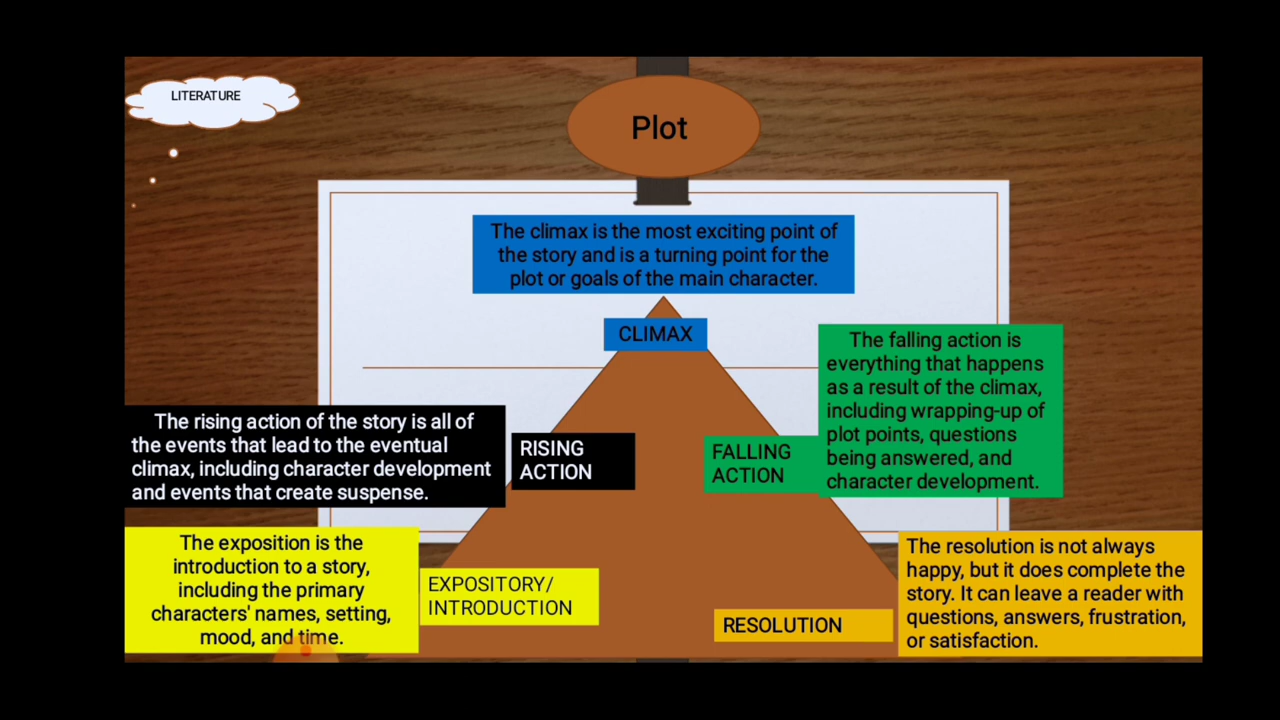 LITERATURE
Plot
The climax is the most exciting point of
the story and is a turning point for the
plot or goals of the main character.
CLIMAX
The rising action of the story is all of
the events that lead to the eventual
climax, including character development
and events that create suspense.
RISING
ACTION
FALLING
ACTION
The falling action is
everything that happens
as a result of the climax,
including wrapping-up of
plot points, questions
being answered, and
character development.
The exposition is the
introduction to a story,
including the primary
characters' names, setting,
mood, and time.
EXPOSITORY/
INTRODUCTION
RESOLUTION
The resolution is not always
happy, but it does complete the
story. It can leave a reader with
questions, answers, frustration,
or satisfaction.